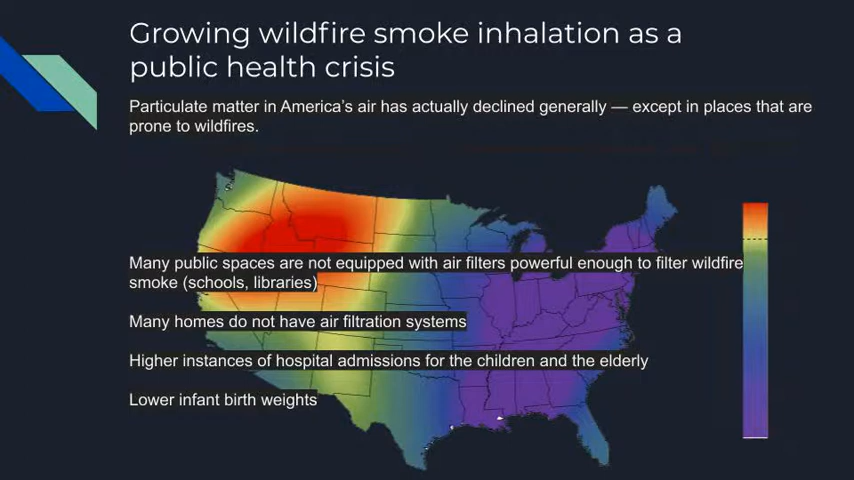 Growing wildfire smoke inhalation as a
public health crisis
Particulate matter in America's air has actually declined generally — except in places that are
prone to wildfires.
Many public spaces are not equipped with air filters powerful enough to filter wildfire
smoke (schools, libraries)
Many homes do not have air filtration systems
Higher instances of hospital admissions for the children and the elderly
Lower infant birth weights